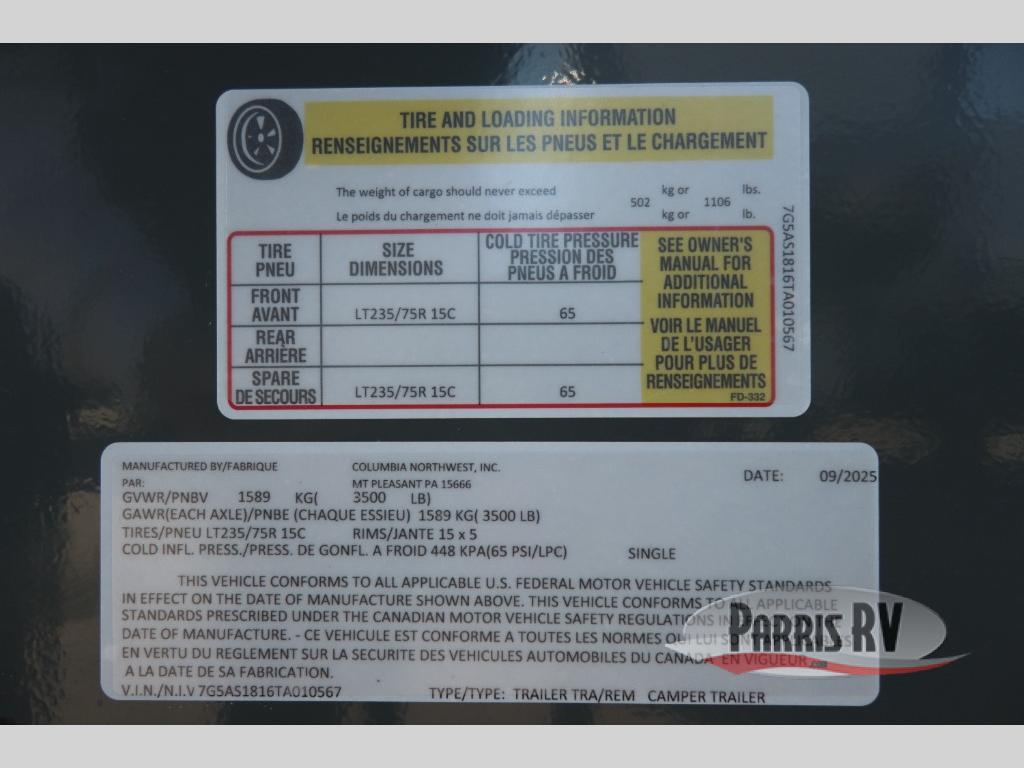 TIRE AND LOADING INFORMATION
RENSEIGNEMENTS SUR LES PNEUS ET LE CHARGEMENT
The weight of cargo should never exceed 502 kg or 1106 lbs.
Le poids du chargement ne doit jamais dépasser kg or lb.
7G5AS1816TA010567
TIRE PNEU SIZE DIMENSIONS COLD TIRE PRESSURE PRESSION DES PNEUS A FROID
FRONT AVANT LT235/75R 15C 65
REAR ARRIÈRE
SPARE DE SECOURS LT235/75R 15C 65
SEE OWNER'S
MANUAL FOR
ADDITIONAL
INFORMATION
VOIR LE MANUEL
DE L'USAGER
POUR PLUS DE
RENSEIGNEMENTS
FD-332
MANUFACTURED BY/FABRIQUE COLUMBIA NORTHWEST, INC.
PAR: MT PLEASANT PA 15666
DATE: 09/2025
GVWR/PNBV 1589 KG( 3500 LB)
GAWR(EACH AXLE)/PNBE (CHAQUE ESSIEU) 1589 KG( 3500 LB)
TIRES/PNEU LT235/75R 15C RIMS/JANTE 15 x 5
COLD INFL. PRESS./PRESS. DE GONFL. A FROID 448 KPA(65 PSI/LPC) SINGLE
THIS VEHICLE CONFORMS TO ALL APPLICABLE U.S. FEDERAL MOTOR VEHICLE SAFETY STANDARDS
IN EFFECT ON THE DATE OF MANUFACTURE SHOWN ABOVE. THIS VEHICLE CONFORMS TO ALL APPLICABLE
STANDARDS PRESCRIBED UNDER THE CANADIAN MOTOR VEHICLE SAFETY REGULATIONS IN
DATE OF MANUFACTURE. - CE VEHICULE EST CONFORME A TOUTES LES NORMES QUI LUI
EN VERTU DU REGLEMENT SUR LA SECURITE DES VEHICULES AUTOMOBILES DU CANADA EN VIGUEUR
A LA DATE DE SA FABRICATION.
V.I.N./N.I.V 7G5AS1816TA010567 TYPE/TYPE: TRAILER TRA/REM CAMPER TRAILER
PARRIS RV
.com